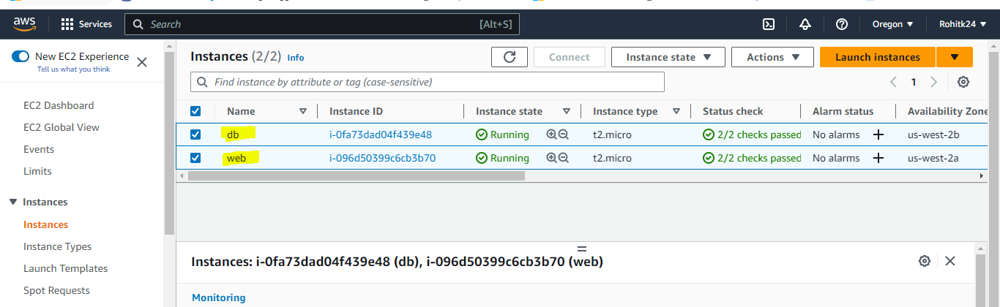 aws Services Search [Alt+S] Oregon Rohitk24
New EC2 Experience
Tell us what you think
EC2 Dashboard
EC2 Global View
Events
Limits
Instances
Instances
Instance Types
Launch Templates
Spot Requests
Instances (2/2) Info Connect Instance state Actions Launch instances
Find instance by attribute or tag (case-sensitive) 1
Name Instance ID Instance state Instance type Status check Alarm status Availability Zone
db i-0fa73dad04f439e48 Running t2.micro 2/2 checks passed No alarms us-west-2b
web i-096d50399c6cb3b70 Running t2.micro 2/2 checks passed No alarms us-west-2a
Instances: i-0fa73dad04f439e48 (db), i-096d50399c6cb3b70 (web)
Monitoring